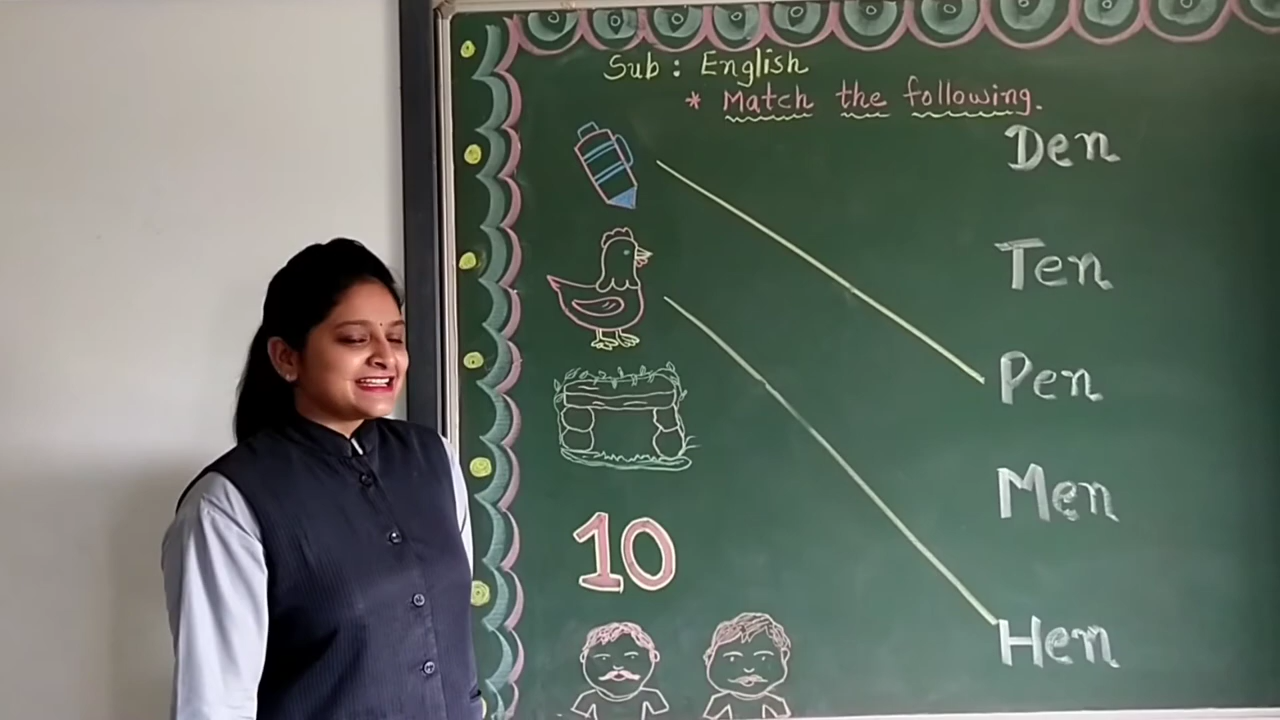 Sub : English
* Match the following.
Den
Ten
Pen
Men
10
Hen